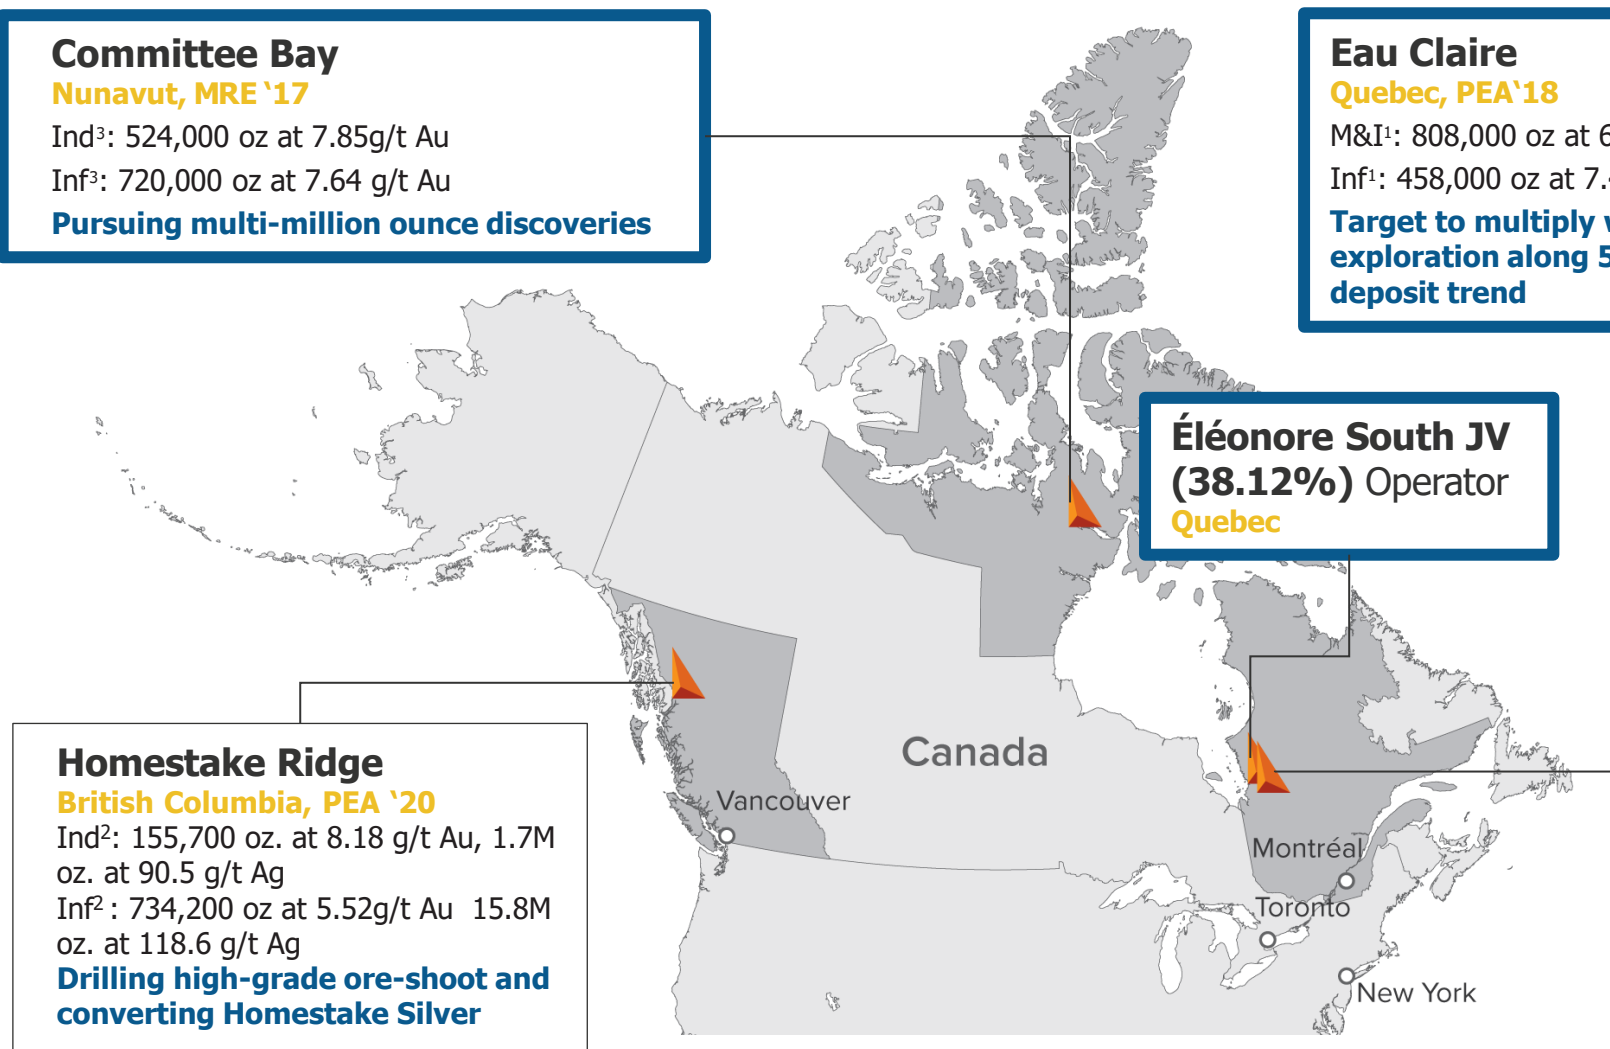 Committee Bay
Nunavut, MRE ‘17
Ind³: 524,000 oz at 7.85g/t Au
Inf³: 720,000 oz at 7.64 g/t Au
Pursuing multi-million ounce discoveries
Eau Claire
Quebec, PEA‘18
M&I¹: 808,000 oz at 6
Inf¹: 458,000 oz at 7.
Target to multiply
exploration along 5
deposit trend
Éléonore South JV
(38.12%) Operator
Quebec
Homestake Ridge
British Columbia, PEA ‘20
Ind²: 155,700 oz. at 8.18 g/t Au, 1.7M
oz. at 90.5 g/t Ag
Inf² : 734,200 oz at 5.52g/t Au 15.8M
oz. at 118.6 g/t Ag
Drilling high-grade ore-shoot and
converting Homestake Silver
Canada
Vancouver
Montréal
Toronto
New York